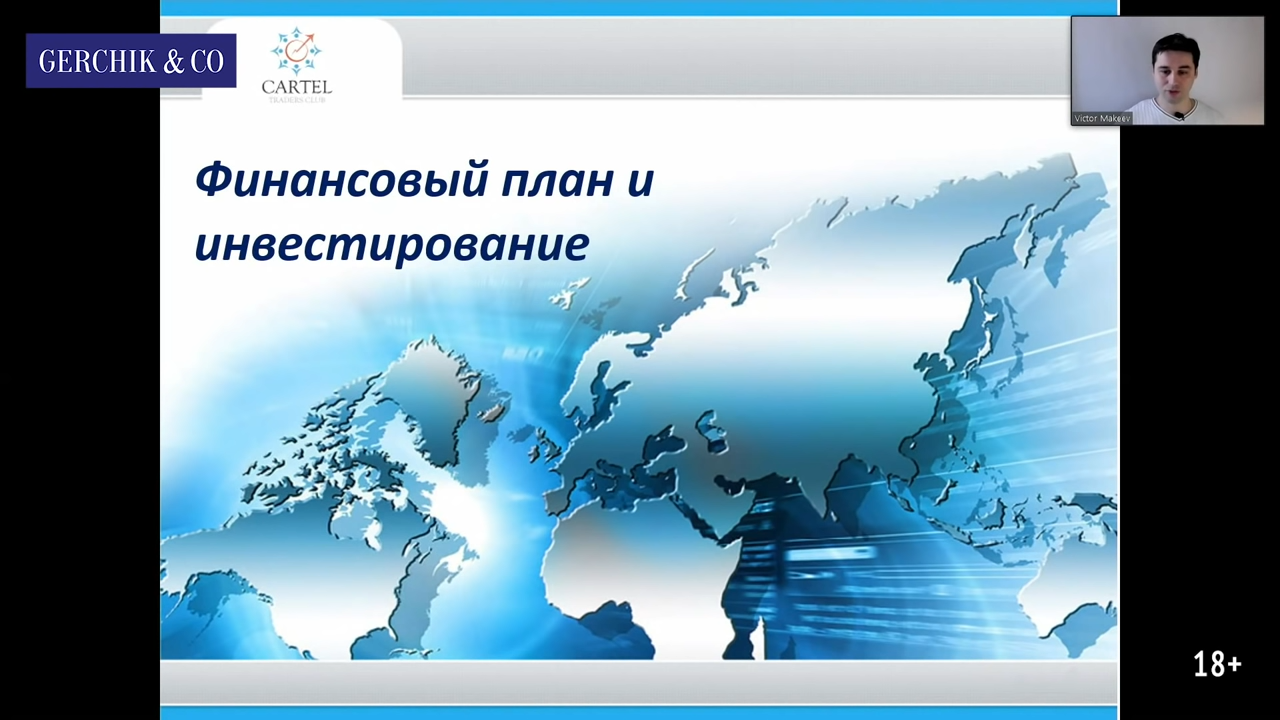 GERCHIK & CO
CARTEL
TRADERS CLUB
Victor Makeev
Финансовый план и
инвестирование
18+